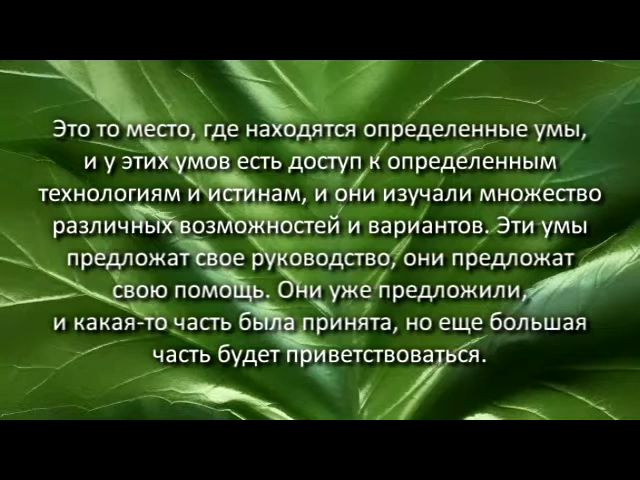 Это то место, где находятся определенные умы,
и у этих умов есть доступ к определенным
технологиям и истинам, и они изучали множество
различных возможностей и вариантов. Эти умы
предложат свое руководство, они предложат
свою помощь. Они уже предложили,
и какая-то часть была принята, но еще большая
часть будет приветствоваться.